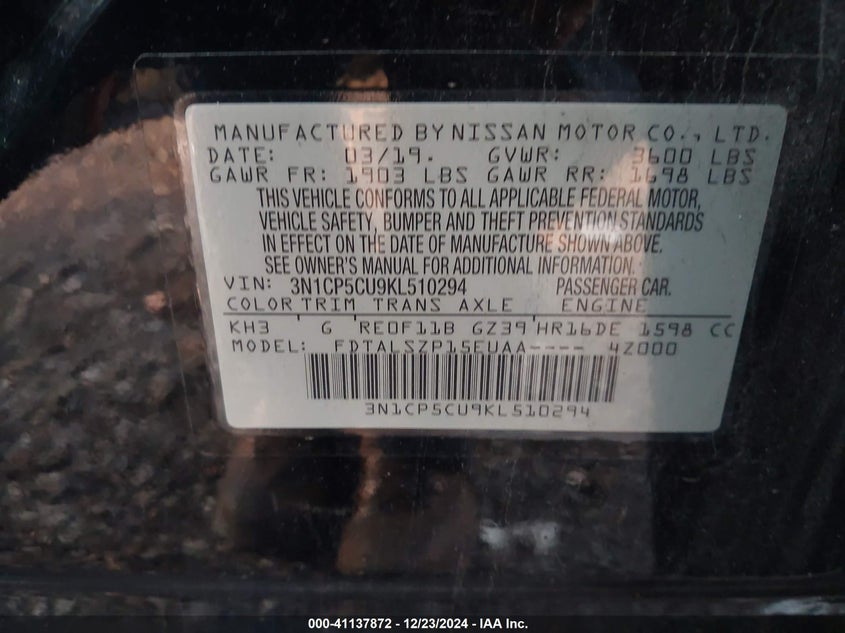 MANUFACTURED BY NISSAN MOTOR CO., LTD.
DATE: 03/19. GVWR: 3600 LBS
GAWR FR: 1903 LBS GAWR RR: 1698 LBS
THIS VEHICLE CONFORMS TO ALL APPLICABLE FEDERAL MOTOR,
VEHICLE SAFETY, BUMPER AND THEFT PREVENTION STANDARDS
IN EFFECT ON THE DATE OF MANUFACTURE SHOWN ABOVE.
SEE OWNER'S MANUAL FOR ADDITIONAL INFORMATION.
VIN: 3N1CP5CU9KL510294 PASSENGER CAR.
COLOR TRIM TRANS AXLE ENGINE
KH3 G RE0F11B GZ39 HR16DE 1598 CC
MODEL: FDTALSZP15EUAA---- 4Z000
3N1CP5CU9KL510294
000-41137872 - 12/23/2024 - IAA Inc.